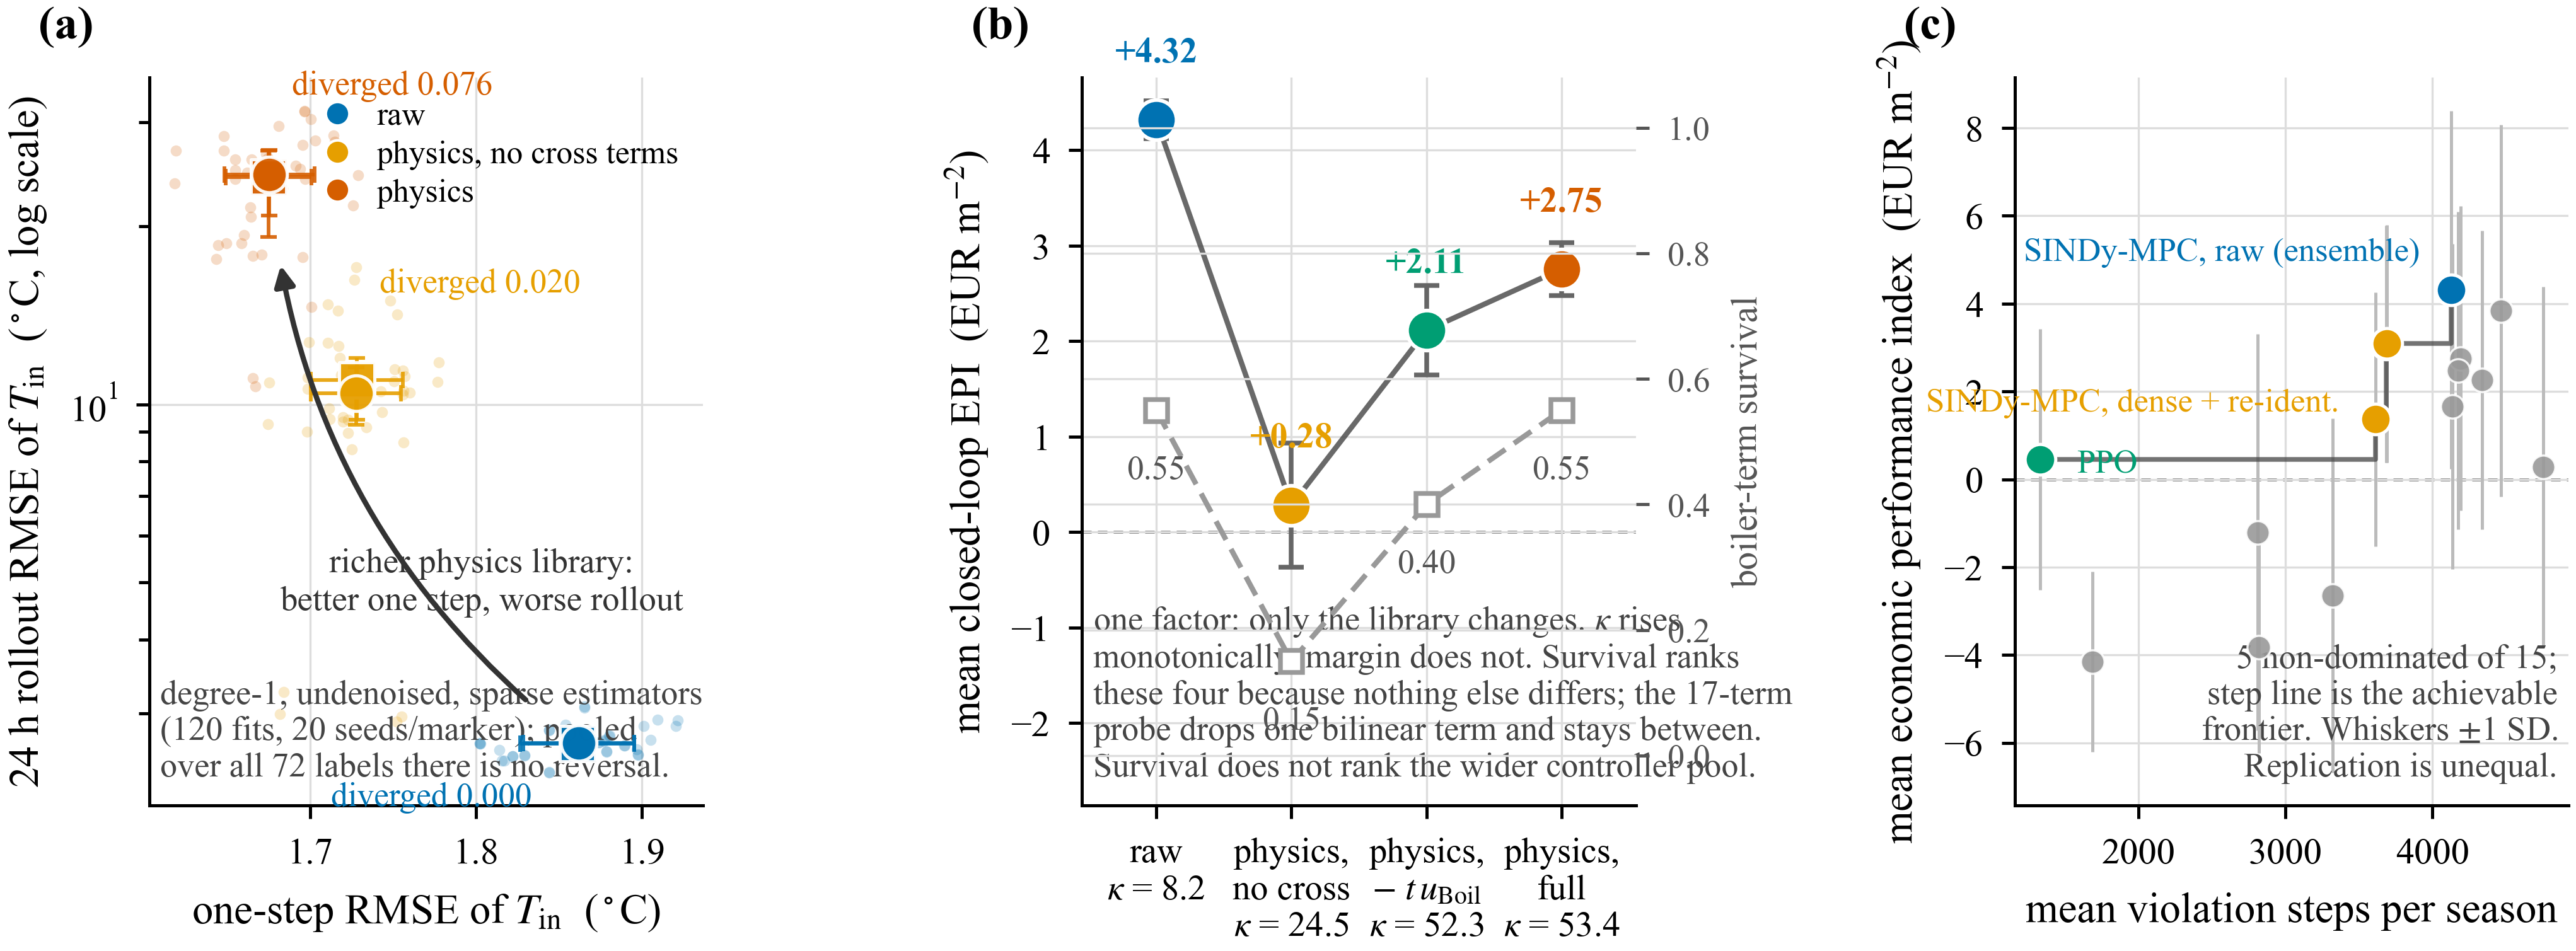 (a)
24 h rollout RMSE of Tin (°C, log scale)
10¹
diverged 0.076
raw
physics, no cross terms
physics
diverged 0.020
richer physics library:
better one step, worse rollout
degree-1, undenoised, sparse estimators
(120 fits, 20 seeds/marker); pooled
over all 72 labels there is no reversal.
diverged 0.000
1.7
1.8
1.9
one-step RMSE of Tin (°C)
(b)
mean closed-loop EPI (EUR m−2)
4
3
2
1
0
−1
−2
+4.32
+0.28
+2.11
+2.75
0.55
0.15
0.40
0.55
one factor: only the library changes. κ rises
monotonically, margin does not. Survival ranks
these four because nothing else differs; the 17-term
probe drops one bilinear term and stays between.
Survival does not rank the wider controller pool.
1.0
0.8
0.6
0.4
0.2
0.0
boiler-term survival
raw
κ = 8.2
physics,
no cross
κ = 24.5
physics,
− t uBoil
κ = 52.3
physics,
full
κ = 53.4
(c)
mean economic performance index (EUR m−2)
8
6
4
2
0
−2
−4
−6
SINDy-MPC, raw (ensemble)
SINDy-MPC, dense + re-ident.
PPO
5 non-dominated of 15;
step line is the achievable
frontier. Whiskers ±1 SD.
Replication is unequal.
2000
3000
4000
mean violation steps per season